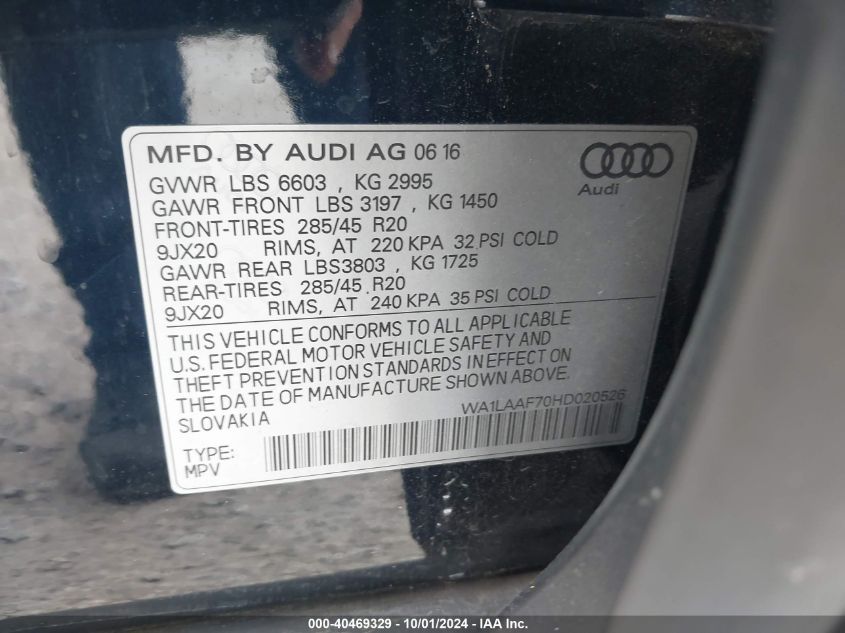 MFD. BY AUDI AG 06 16
Audi
GVWR LBS 6603 , KG 2995
GAWR FRONT LBS 3197 , KG 1450
FRONT-TIRES 285/45 R20
9JX20 RIMS, AT 220 KPA 32 PSI COLD
GAWR REAR LBS3803 , KG 1725
REAR-TIRES 285/45 R20
9JX20 RIMS, AT 240 KPA 35 PSI COLD
THIS VEHICLE CONFORMS TO ALL APPLICABLE
U.S. FEDERAL MOTOR VEHICLE SAFETY AND
THEFT PREVENTION STANDARDS IN EFFECT ON
THE DATE OF MANUFACTURE SHOWN ABOVE.
SLOVAKIA
WA1LAAF70HD020526
TYPE:
MPV
000-40469329 - 10/01/2024 - IAA Inc.